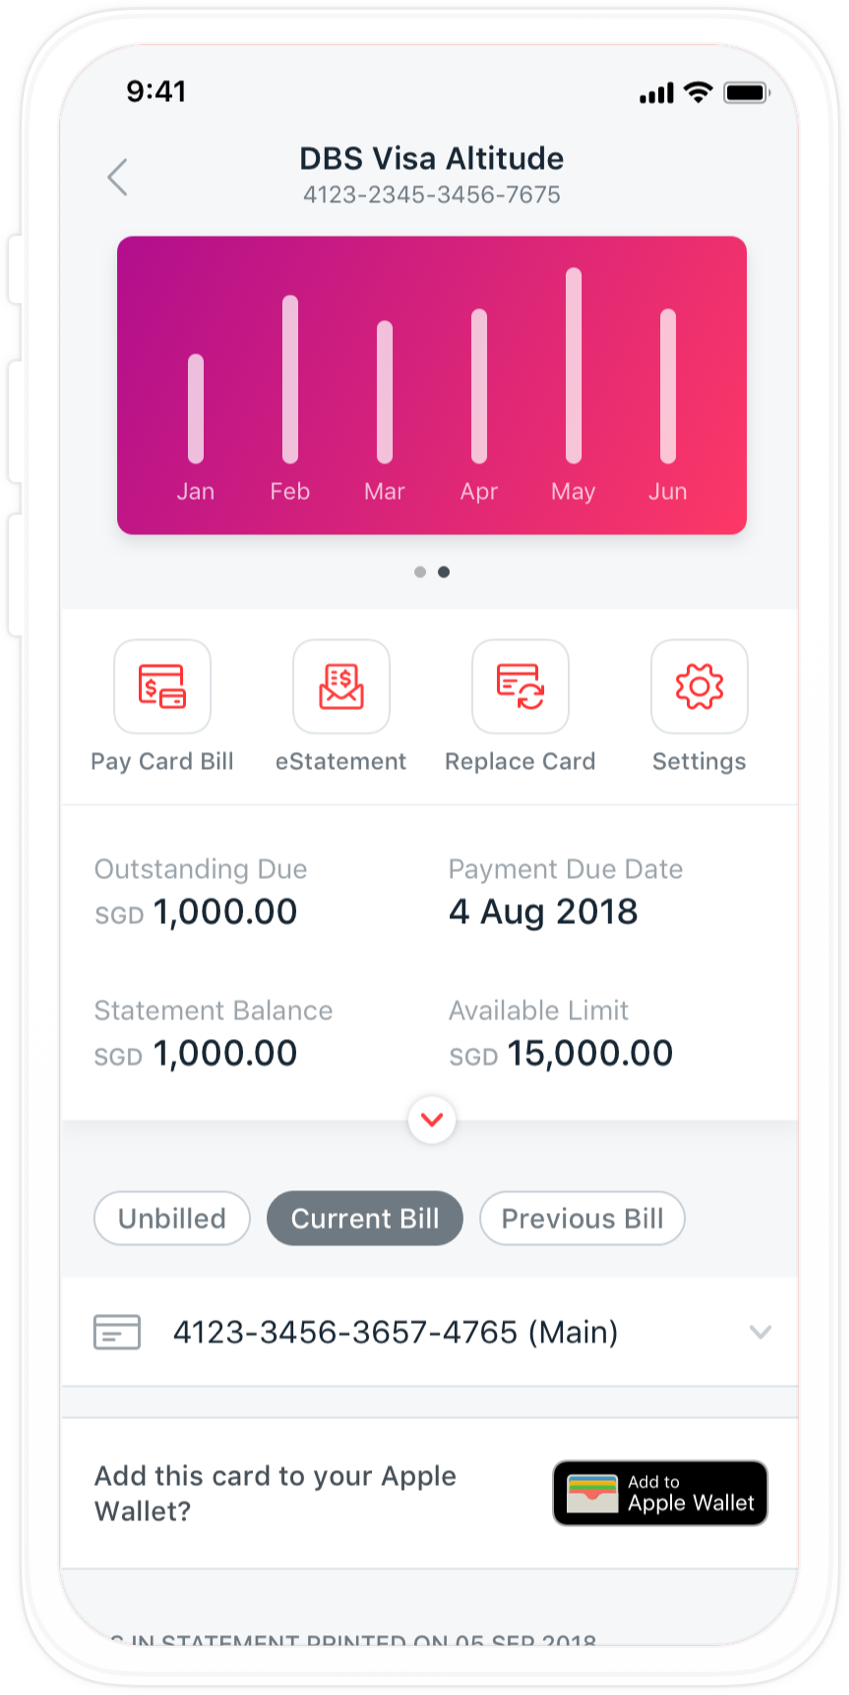 9:41
DBS Visa Altitude
4123-2345-3456-7675
Jan Feb Mar Apr May Jun
Pay Card Bill eStatement Replace Card Settings
Outstanding Due Payment Due Date
SGD 1,000.00 4 Aug 2018
Statement Balance Available Limit
SGD 1,000.00 SGD 15,000.00
Unbilled Current Bill Previous Bill
4123-3456-3657-4765 (Main)
Add this card to your Apple
Wallet?
Add to
Apple Wallet
IN STATEMENT PRINTED ON 05 SEP 2018